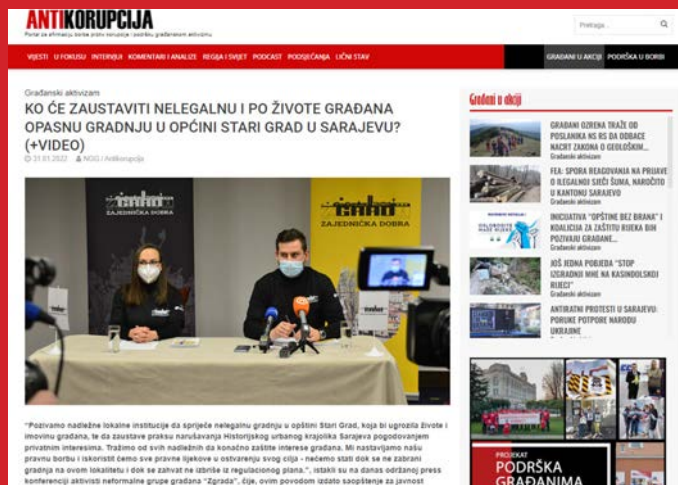 ANTIKORUPCIJA
Portal za afirmaciju borbe protiv korupcije i podršku građanskom aktivizmu
Pretraga...
VIJESTI U FOKUSU INTERVJUI KOMENTARI I ANALIZE REGIJA I SVIJET PODCAST PODSJEĆANJA LIČNI STAV GRAĐANI U AKCIJI PODRŠKA U BORBI
Građanski aktivizam
KO ĆE ZAUSTAVITI NELEGALNU I PO ŽIVOTE GRAĐANA
OPASNU GRADNJU U OPĆINI STARI GRAD U SARAJEVU?
(+VIDEO)
31.01.2022 NGG / Antikorupcija
ZAJEDNIČKA DOBRA
ZAJEDNIČKA DOBRA
"Pozivamo nadležne lokalne institucije da spriječe nelegalnu gradnju u opštini Stari Grad, koja bi ugrozila živote i
imovinu građana, te da zaustave praksu narušavanja Historijskog urbanog krajolika Sarajeva pogodovanjem
privatnim interesima. Tražimo od svih nadležnih da konačno zaštite interese građana. Mi nastavljamo našu
pravnu borbu i iskoristit ćemo sve pravne lijekove u ostvarenju svog cilja - nećemo stati dok se ne zabrani
gradnja na ovom lokalitetu i dok se zahvat ne izbriše iz regulacionog plana.", istakli su na danas održanoj press
konferenciji aktivisti neformalne grupe građana "Zgrada", čije, ovim povodom izdato saopštenje za javnost
Građani u akciji
GRAĐANI OZRENA TRAŽE OD
POSLANIKA NS RS DA ODBACE
NACRT ZAKONA O GEOLOŠKIM...
Građanski aktivizam
FEA: SPORA REAGOVANJA NA PRIJAVE
O ILEGALNOJ SJEČI ŠUMA, NAROČITO
U KANTONU SARAJEVO
Građanski aktivizam
INICIJATIVA "OPŠTINE BEZ BRANA" I
KOALICIJA ZA ZAŠTITU RIJEKA BIH
POZIVAJU GRAĐANE...
Građanski aktivizam
JOŠ JEDNA POBJEDA "STOP
IZGRADNJI MHE NA KASINDOLSKOJ
RIJECI"
Građanski aktivizam
ANTIRATNI PROTESTI U SARAJEVU:
PORUKE POTPORE NARODU
UKRAJINE
PROJEKAT
PODRŠKA
GRAĐANIMA